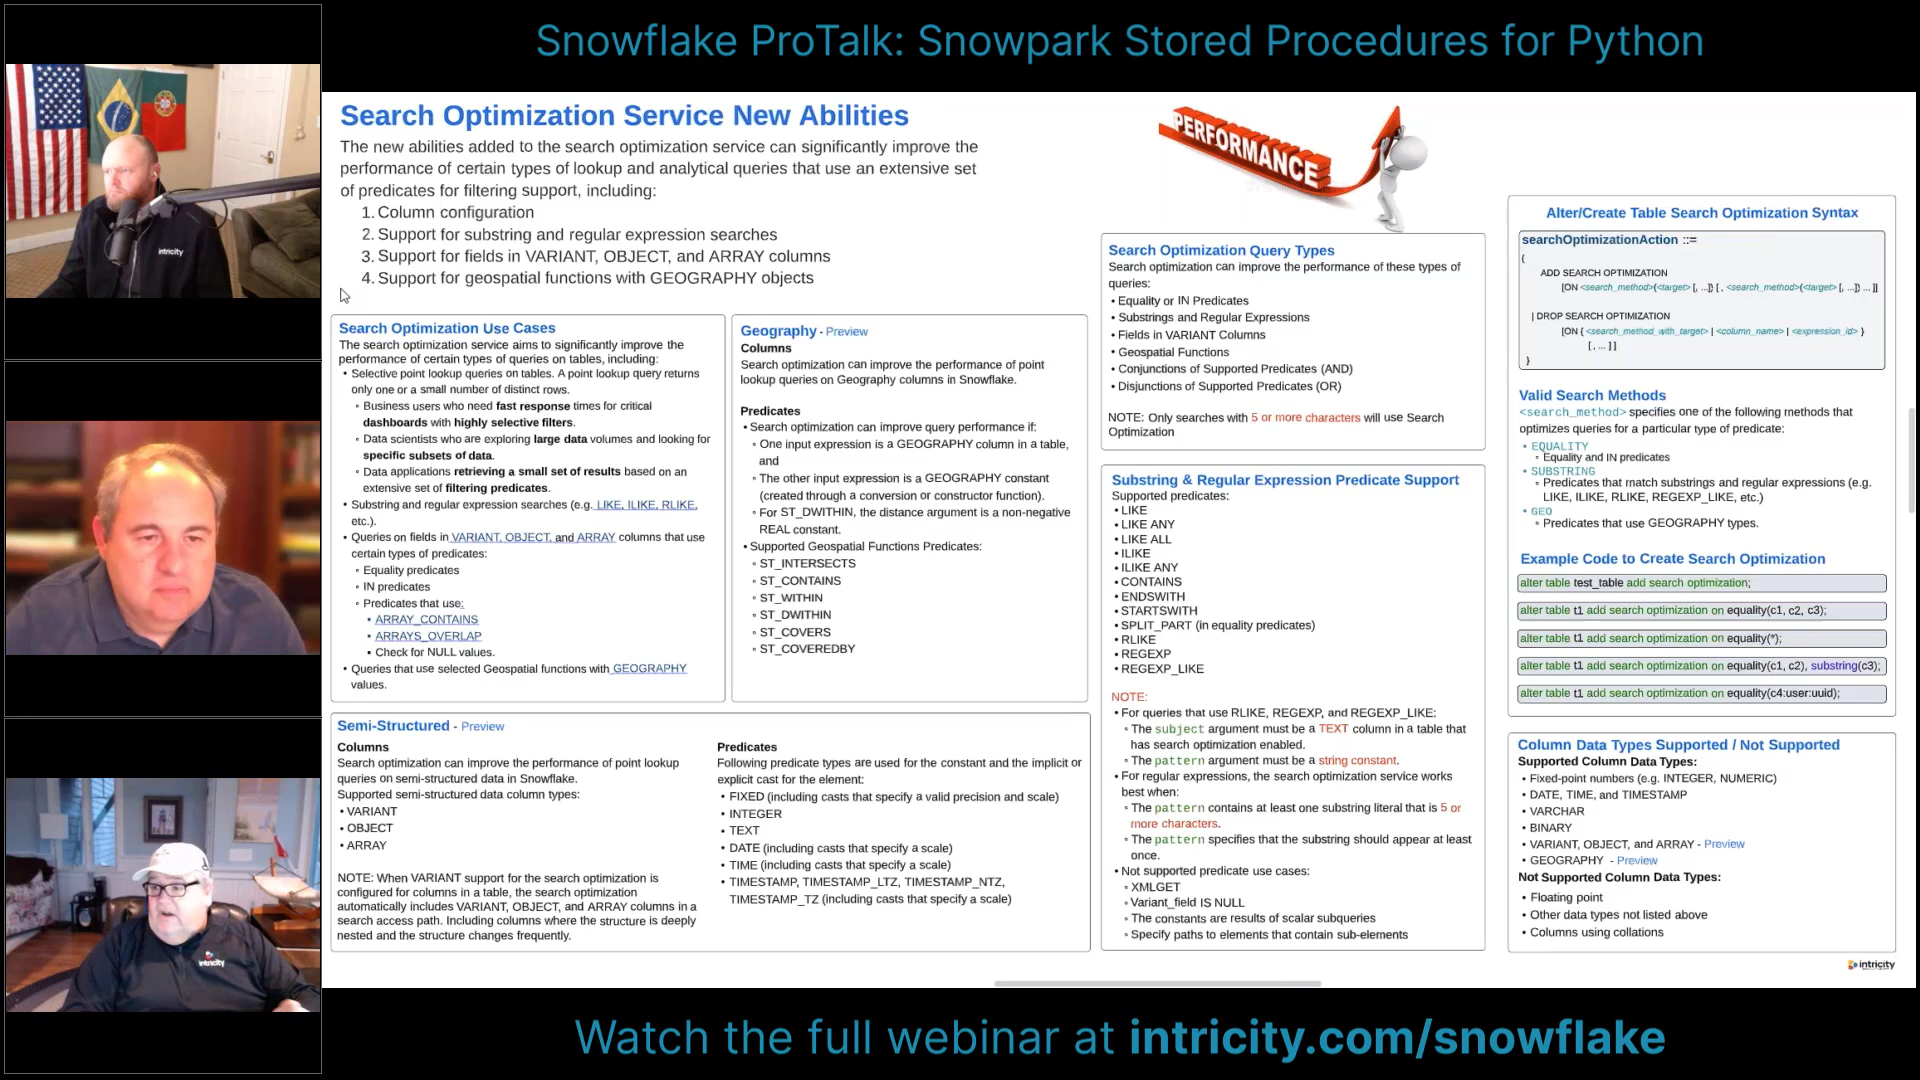 Snowflake ProTalk: Snowpark Stored Procedures for Python
intricity
intricity
Search Optimization Service New Abilities
The new abilities added to the search optimization service can significantly improve the
performance of certain types of lookup and analytical queries that use an extensive set
of predicates for filtering support, including:
1. Column configuration
2. Support for substring and regular expression searches
3. Support for fields in VARIANT, OBJECT, and ARRAY columns
4. Support for geospatial functions with GEOGRAPHY objects
PERFORMANCE
Search Optimization Use Cases
The search optimization service aims to significantly improve the
performance of certain types of queries on tables, including:
• Selective point lookup queries on tables. A point lookup query returns
only one or a small number of distinct rows.
◦ Business users who need fast response times for critical
dashboards with highly selective filters.
◦ Data scientists who are exploring large data volumes and looking for
specific subsets of data.
◦ Data applications retrieving a small set of results based on an
extensive set of filtering predicates.
• Substring and regular expression searches (e.g. LIKE, ILIKE, RLIKE,
etc.).
• Queries on fields in VARIANT, OBJECT, and ARRAY columns that use
certain types of predicates:
◦ Equality predicates
◦ IN predicates
◦ Predicates that use:
▪ ARRAY_CONTAINS
▪ ARRAYS_OVERLAP
▪ Check for NULL values.
• Queries that use selected Geospatial functions with GEOGRAPHY
values.
Geography - Preview
Columns
Search optimization can improve the performance of point
lookup queries on Geography columns in Snowflake.
Predicates
• Search optimization can improve query performance if:
◦ One input expression is a GEOGRAPHY column in a table,
and
◦ The other input expression is a GEOGRAPHY constant
(created through a conversion or constructor function).
◦ For ST_DWITHIN, the distance argument is a non-negative
REAL constant.
• Supported Geospatial Functions Predicates:
◦ ST_INTERSECTS
◦ ST_CONTAINS
◦ ST_WITHIN
◦ ST_DWITHIN
◦ ST_COVERS
◦ ST_COVEREDBY
Semi-Structured - Preview
Columns
Search optimization can improve the performance of point lookup
queries on semi-structured data in Snowflake.
Supported semi-structured data column types:
• VARIANT
• OBJECT
• ARRAY
NOTE: When VARIANT support for the search optimization is
configured for columns in a table, the search optimization
automatically includes VARIANT, OBJECT, and ARRAY columns in a
search access path. Including columns where the structure is deeply
nested and the structure changes frequently.
Predicates
Following predicate types are used for the constant and the implicit or
explicit cast for the element:
• FIXED (including casts that specify a valid precision and scale)
• INTEGER
• TEXT
• DATE (including casts that specify a scale)
• TIME (including casts that specify a scale)
• TIMESTAMP, TIMESTAMP_LTZ, TIMESTAMP_NTZ,
TIMESTAMP_TZ (including casts that specify a scale)
Search Optimization Query Types
Search optimization can improve the performance of these types of
queries:
• Equality or IN Predicates
• Substrings and Regular Expressions
• Fields in VARIANT Columns
• Geospatial Functions
• Conjunctions of Supported Predicates (AND)
• Disjunctions of Supported Predicates (OR)
NOTE: Only searches with 5 or more characters will use Search
Optimization
Substring & Regular Expression Predicate Support
Supported predicates:
• LIKE
• LIKE ANY
• LIKE ALL
• ILIKE
• ILIKE ANY
• CONTAINS
• ENDSWITH
• STARTSWITH
• SPLIT_PART (in equality predicates)
• RLIKE
• REGEXP
• REGEXP_LIKE
NOTE:
• For queries that use RLIKE, REGEXP, and REGEXP_LIKE:
◦ The subject argument must be a TEXT column in a table that
has search optimization enabled.
◦ The pattern argument must be a string constant.
• For regular expressions, the search optimization service works
best when:
◦ The pattern contains at least one substring literal that is 5 or
more characters.
◦ The pattern specifies that the substring should appear at least
once.
• Not supported predicate use cases:
◦ XMLGET
◦ Variant_field IS NULL
◦ The constants are results of scalar subqueries
◦ Specify paths to elements that contain sub-elements
Alter/Create Table Search Optimization Syntax
searchOptimizationAction ::=
{
ADD SEARCH OPTIMIZATION
[ON <search_method>(<target> [, ...]) [ , <search_method>(<target> [, ...]) ... ]]
| DROP SEARCH OPTIMIZATION
[ON { <search_method_with_target> | <column_name> | <expression_id> }
[ , ... ] ]
}
Valid Search Methods
<search_method> specifies one of the following methods that
optimizes queries for a particular type of predicate:
• EQUALITY
◦ Equality and IN predicates
• SUBSTRING
◦ Predicates that match substrings and regular expressions (e.g.
LIKE, ILIKE, RLIKE, REGEXP_LIKE, etc.)
• GEO
◦ Predicates that use GEOGRAPHY types.
Example Code to Create Search Optimization
alter table test_table add search optimization;
alter table t1 add search optimization on equality(c1, c2, c3);
alter table t1 add search optimization on equality(*);
alter table t1 add search optimization on equality(c1, c2), substring(c3);
alter table t1 add search optimization on equality(c4:user:uuid);
Column Data Types Supported / Not Supported
Supported Column Data Types:
• Fixed-point numbers (e.g. INTEGER, NUMERIC)
• DATE, TIME, and TIMESTAMP
• VARCHAR
• BINARY
• VARIANT, OBJECT, and ARRAY - Preview
• GEOGRAPHY - Preview
Not Supported Column Data Types:
• Floating point
• Other data types not listed above
• Columns using collations
intricity
Watch the full webinar at intricity.com/snowflake